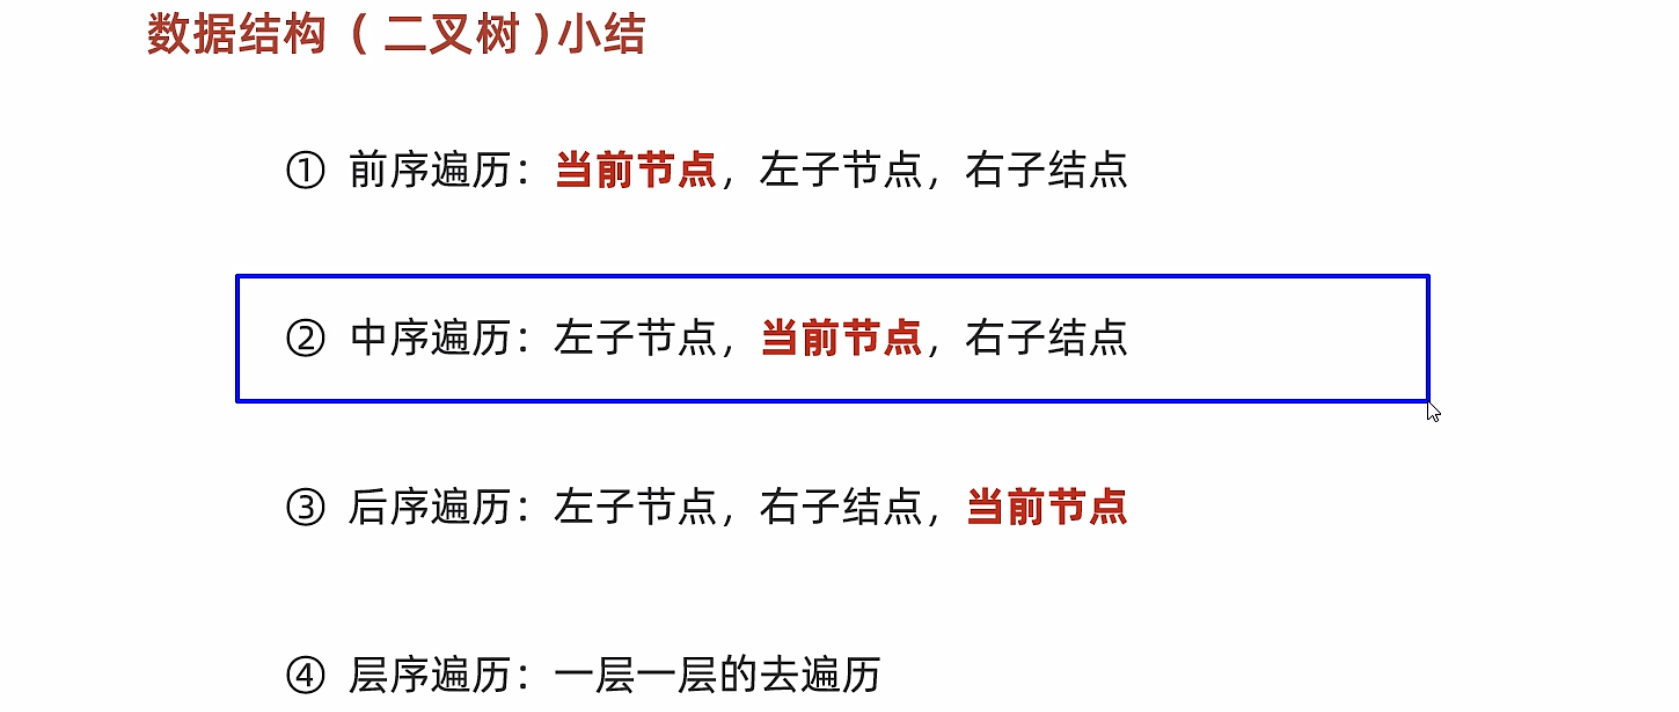 数据结构（二叉树)小结
① 前序遍历：当前节点，左子节点，右子结点
② 中序遍历：左子节点，当前节点，右子结点
③ 后序遍历：左子节点，右子结点，当前节点
④ 层序遍历：一层一层的去遍历